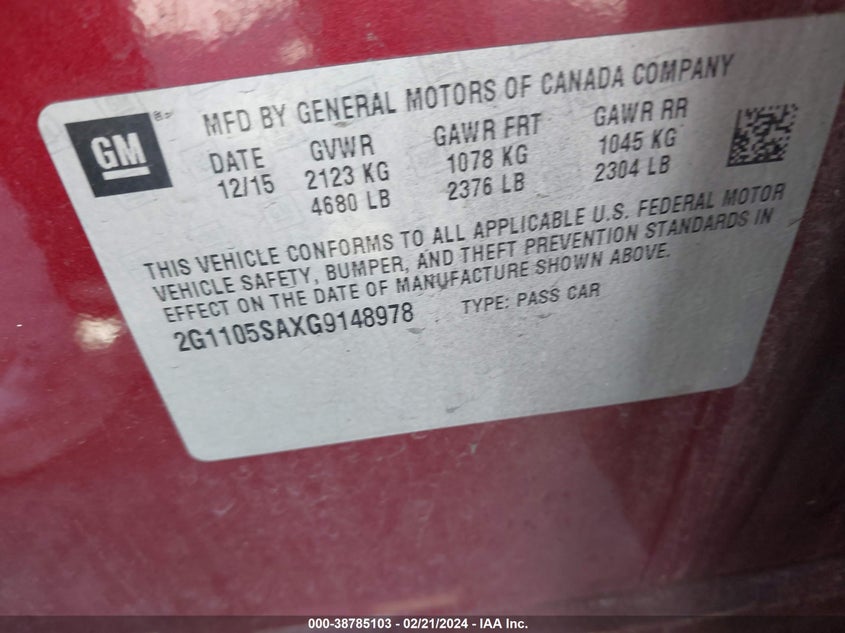 GM
MFD BY GENERAL MOTORS OF CANADA COMPANY
DATE GVWR GAWR FRT GAWR RR
12/15 2123 KG 1078 KG 1045 KG
4680 LB 2376 LB 2304 LB
THIS VEHICLE CONFORMS TO ALL APPLICABLE U.S. FEDERAL MOTOR
VEHICLE SAFETY, BUMPER, AND THEFT PREVENTION STANDARDS IN
EFFECT ON THE DATE OF MANUFACTURE SHOWN ABOVE.
2G1105SAXG9148978 TYPE: PASS CAR
000-38785103 - 02/21/2024 - IAA Inc.